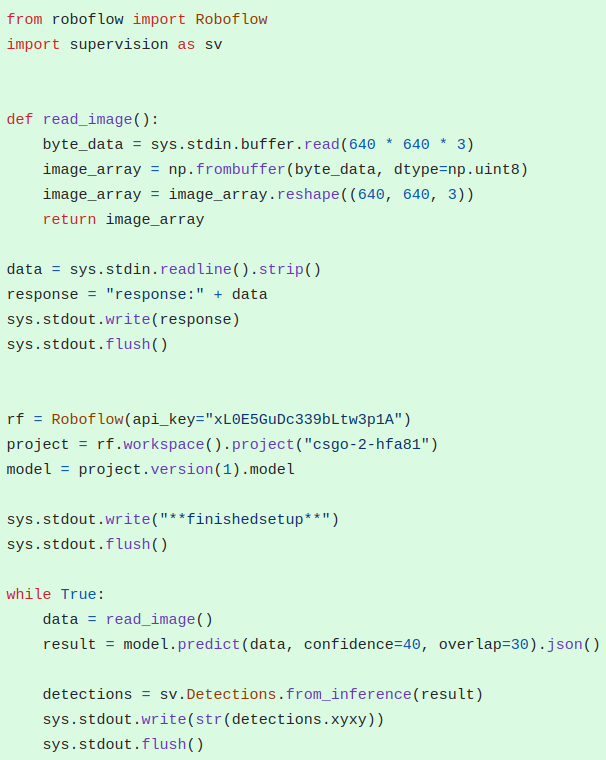 from roboflow import Roboflow
import supervision as sv
def read_image():
    byte_data = sys.stdin.buffer.read(640 * 640 * 3)
    image_array = np.frombuffer(byte_data, dtype=np.uint8)
    image_array = image_array.reshape((640, 640, 3))
    return image_array
data = sys.stdin.readline().strip()
response = "response:" + data
sys.stdout.write(response)
sys.stdout.flush()
rf = Roboflow(api_key="xL0E5GuDc339bLtw3p1A")
project = rf.workspace().project("csgo-2-hfa81")
model = project.version(1).model
sys.stdout.write("**finishedsetup**")
sys.stdout.flush()
while True:
    data = read_image()
    result = model.predict(data, confidence=40, overlap=30).json()
    detections = sv.Detections.from_inference(result)
    sys.stdout.write(str(detections.xyxy))
    sys.stdout.flush()